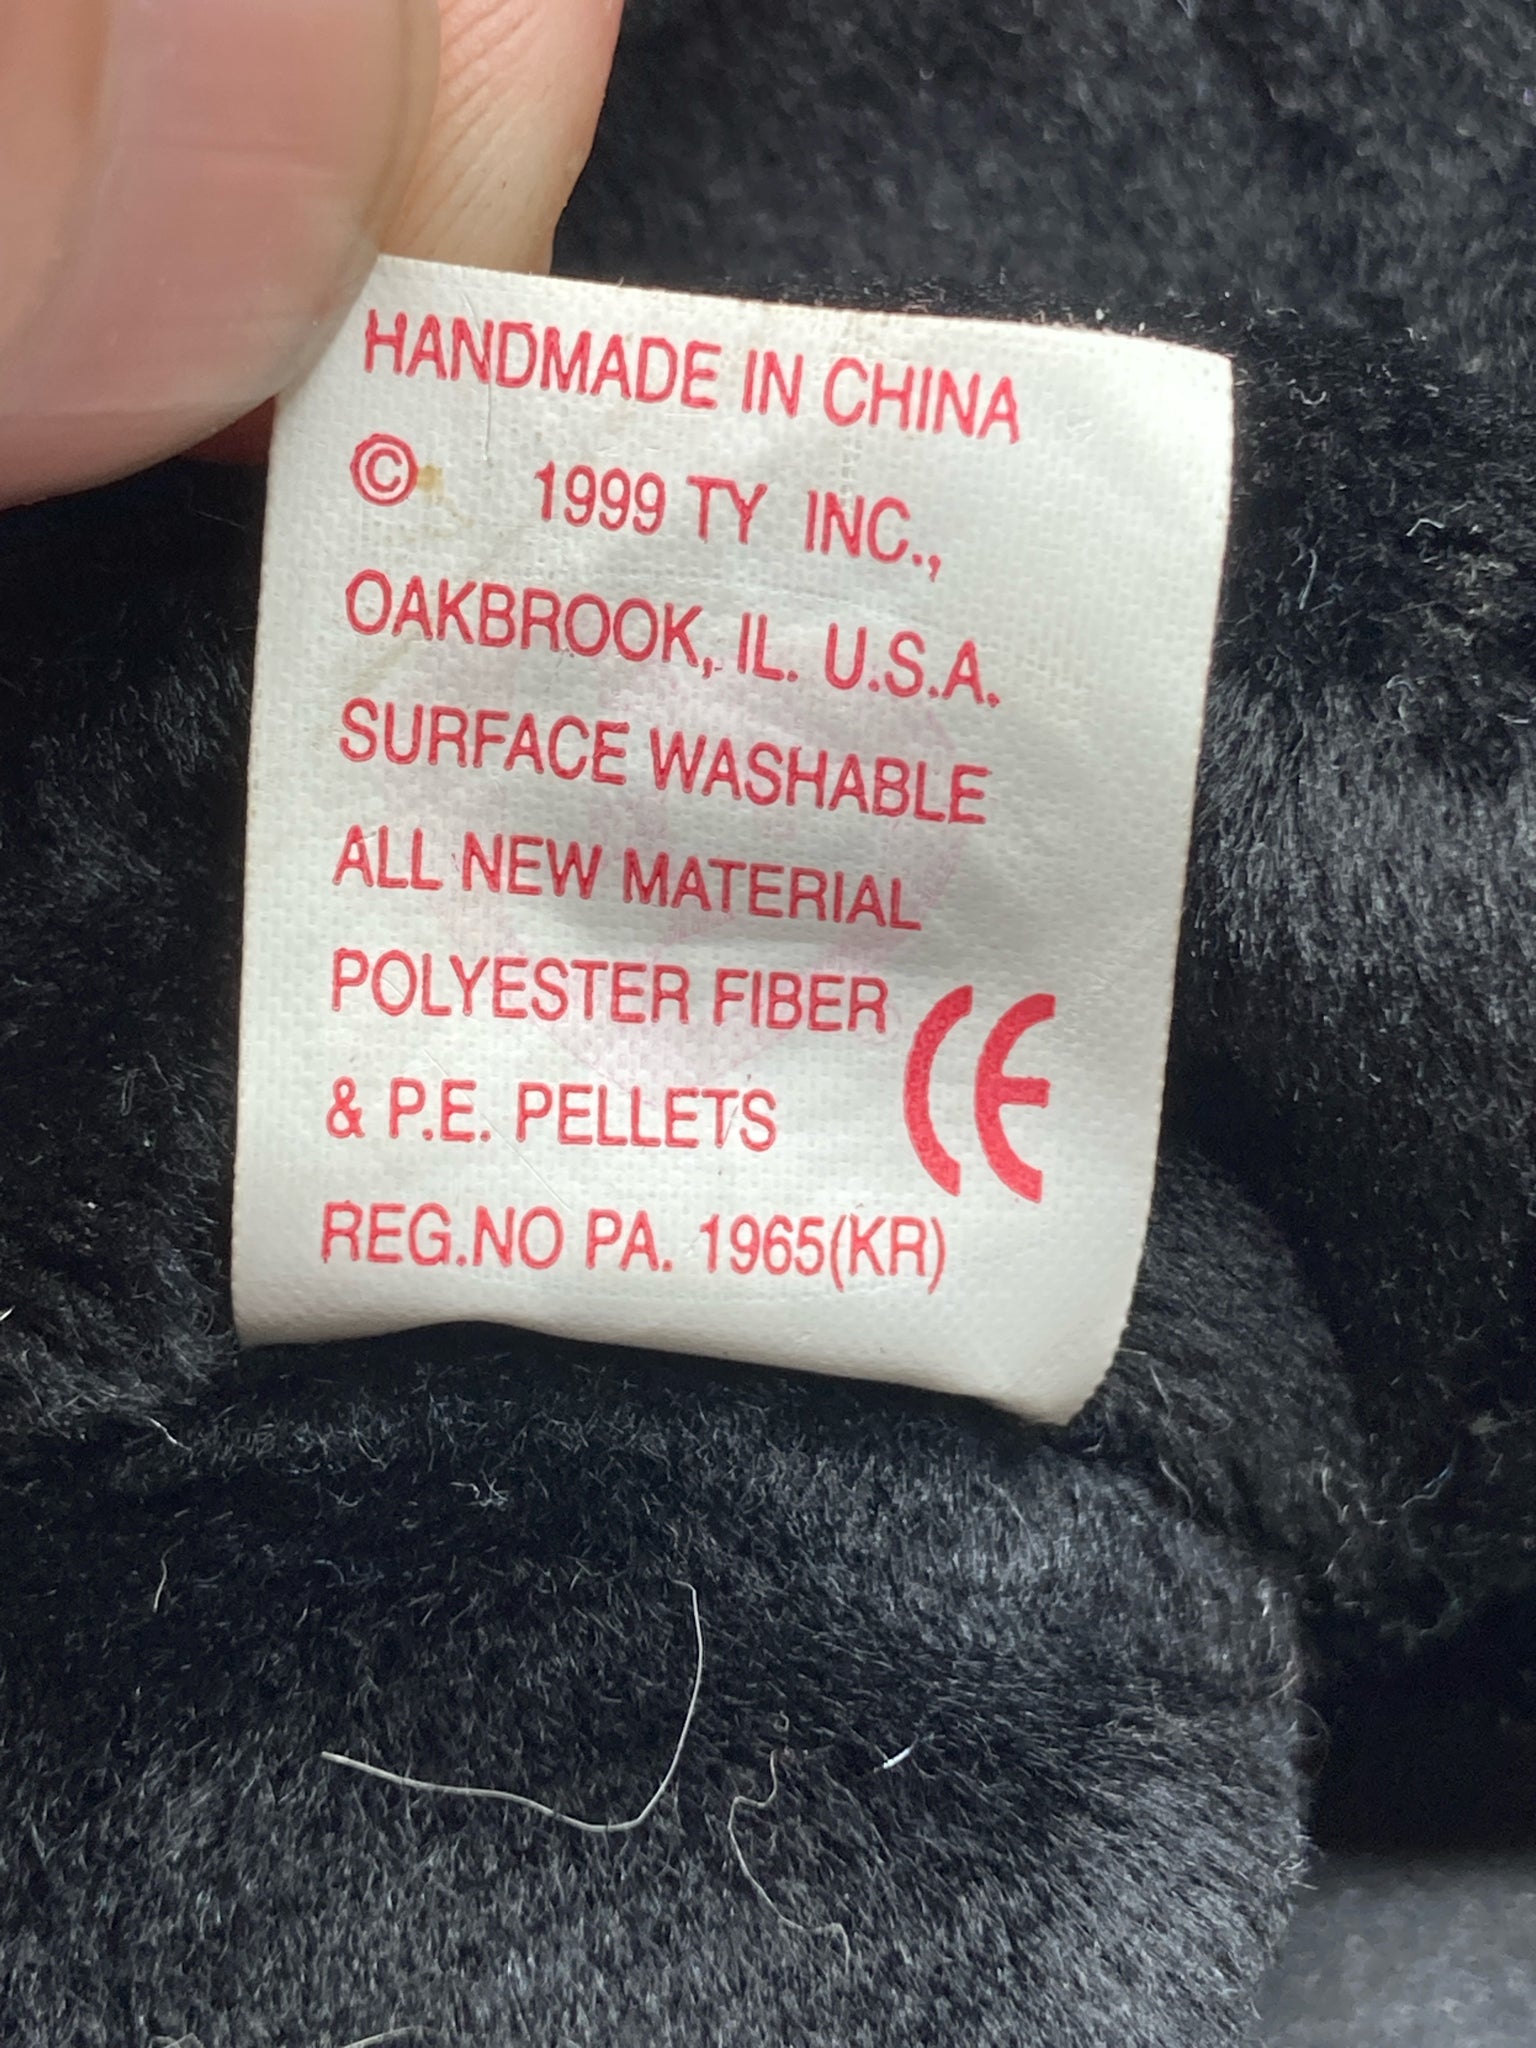 HANDMADE IN CHINA
© 1999 TY INC.,
OAKBROOK, IL. U.S.A.
SURFACE WASHABLE
ALL NEW MATERIAL
POLYESTER FIBER
& P.E. PELLETS
CE
REG.NO PA. 1965(KR)